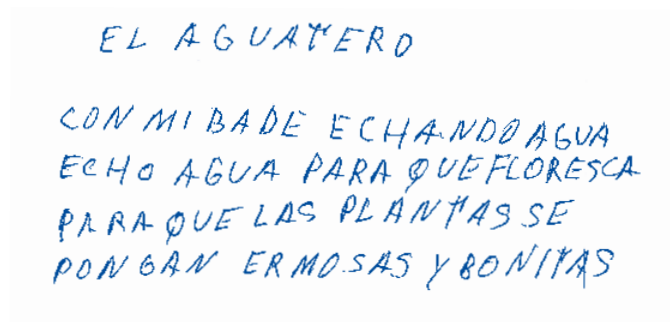 EL AGUATERO
CON MI BADE ECHANDO AGUA
ECHO AGUA PARA QUE FLORESCA
PARA QUE LAS PLANTAS SE
PONGAN ERMOSAS Y BONITAS